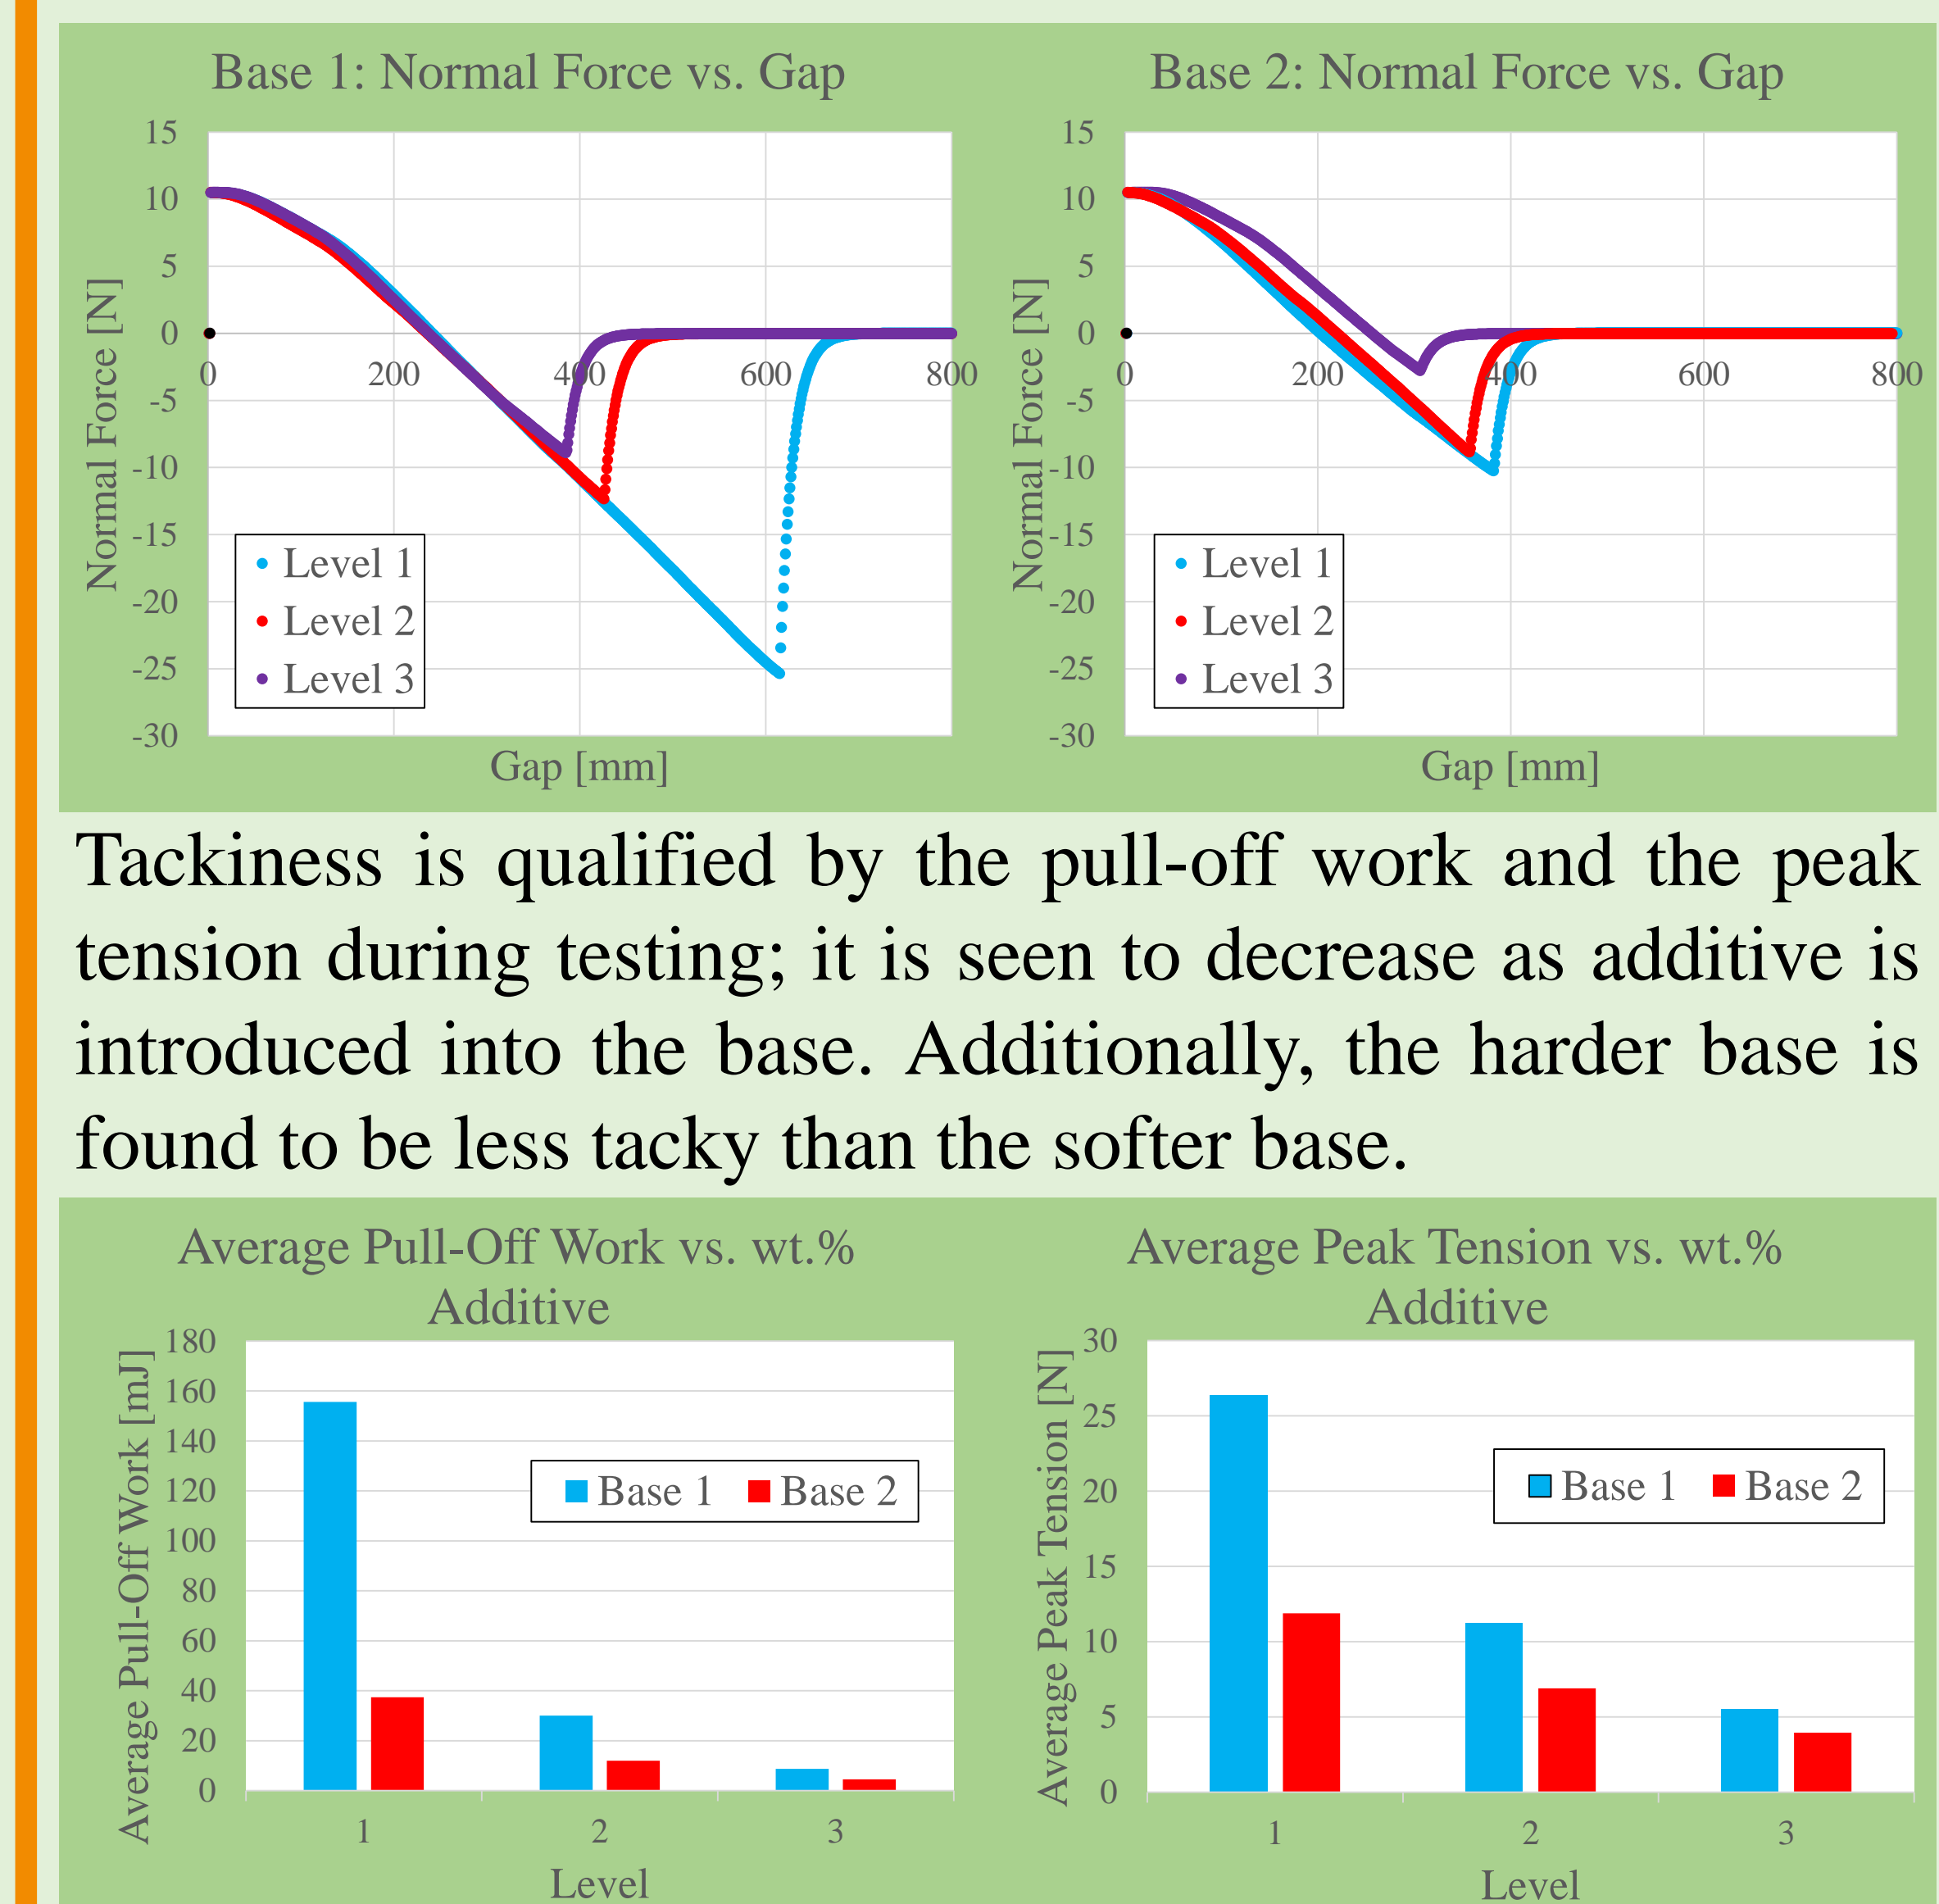 Base 1: Normal Force vs. Gap
15
10
5
0
-5
-10
-15
-20
-25
-30
0
200
400
600
800
Normal Force [N]
Gap [mm]
Level 1
Level 2
Level 3
Base 2: Normal Force vs. Gap
15
10
5
0
-5
-10
-15
-20
-25
-30
0
200
400
600
800
Normal Force [N]
Gap [mm]
Level 1
Level 2
Level 3
Tackiness is qualified by the pull-off work and the peak
tension during testing; it is seen to decrease as additive is
introduced into the base. Additionally, the harder base is
found to be less tacky than the softer base.
Average Pull-Off Work vs. wt.%
Additive
180
160
140
120
100
80
60
40
20
0
Average Pull-Off Work [mJ]
Base 1
Base 2
1
2
3
Level
Average Peak Tension vs. wt.%
Additive
30
25
20
15
10
5
0
Average Peak Tension [N]
Base 1
Base 2
1
2
3
Level